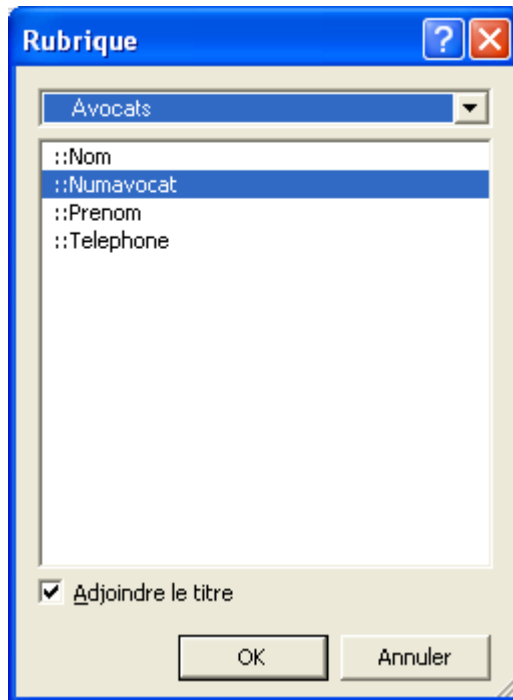 Rubrique
Avocats
::Nom
::Numavocat
::Prenom
::Telephone
Adjoindre le titre
OK
Annuler